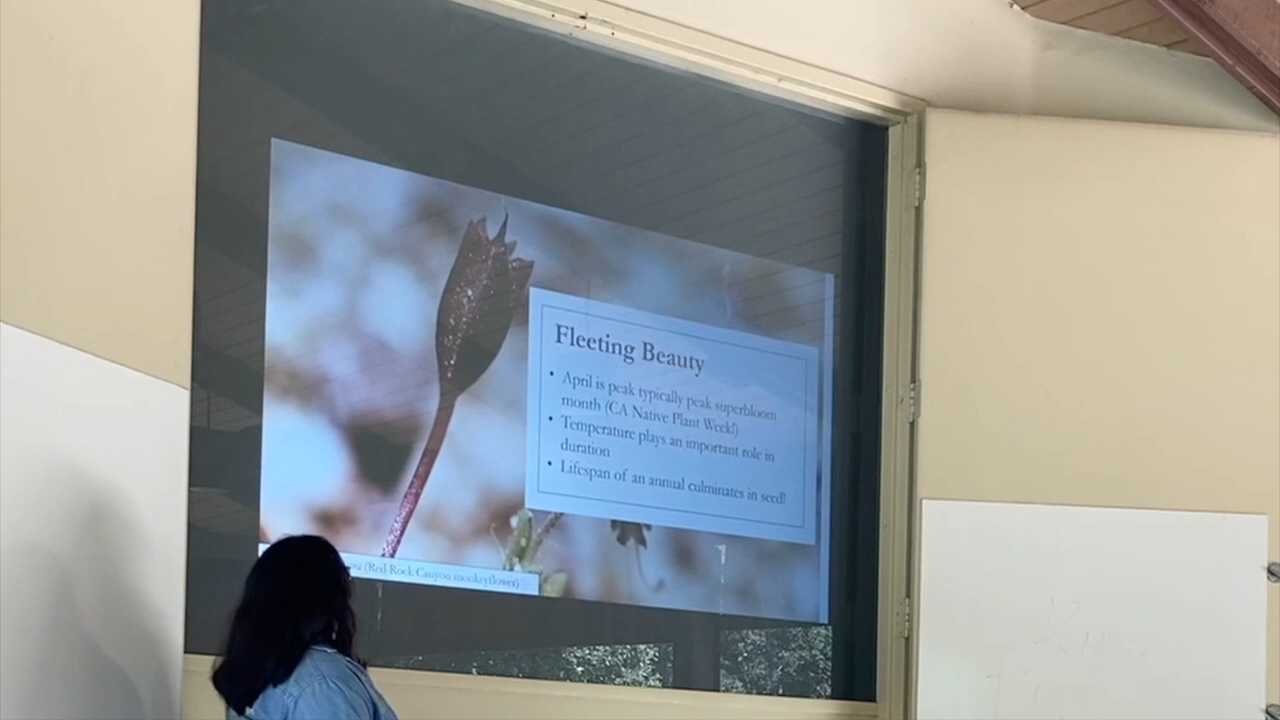 Fleeting Beauty
• April is peak typically peak superbloom
month (CA Native Plant Week!)
• Temperature plays an important role in
duration
• Lifespan of an annual culminates in seed!
(Red Rock Canyon monkeyflower)